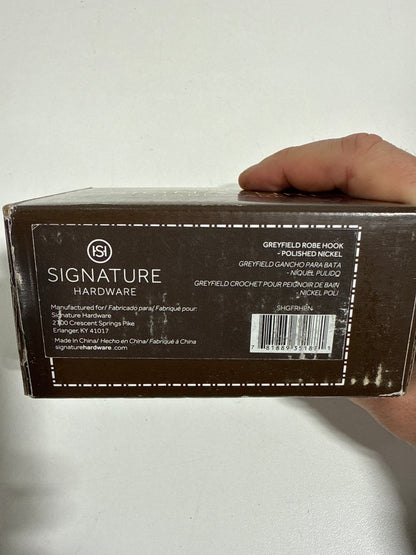 SIGNATURE
HARDWARE
Manufactured for/ Fabricado para/ Fabriqué pour:
Signature Hardware
2700 Crescent Springs Pike
Erlanger, KY 41017
Made in China/ Hecho en China/ Fabriqué à China
signaturehardware.com
GREYFIELD ROBE HOOK
- POLISHED NICKEL
GREYFIELD GANCHO PARA BATA
- NÍQUEL PULIDO
GREYFIELD CROCHET POUR PEIGNOIR DE BAIN
- NICKEL POLI
SHGFRHPN